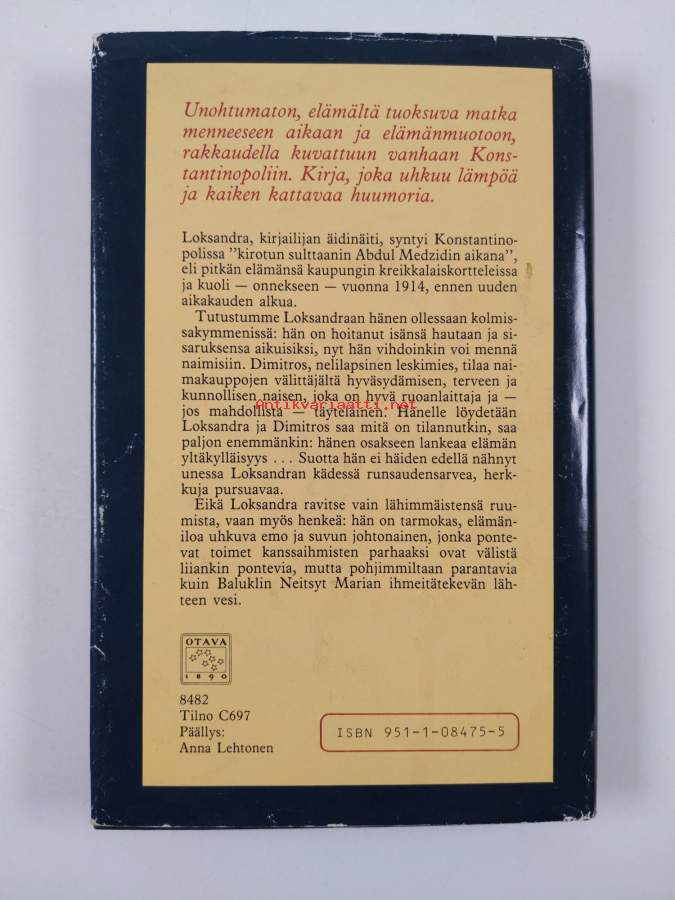 Unohtumaton, elämältä tuoksuva matka
menneeseen aikaan ja elämänmuotoon,
rakkaudella kuvattuun vanhaan Kons-
tantinopoliin. Kirja, joka uhkuu lämpöä
ja kaiken kattavaa huumoria.
Loksandra, kirjailijan äidinäiti, syntyi Konstantino-
polissa ”kirotun sulttaanin Abdul Medzidin aikana”,
eli pitkän elämänsä kaupungin kreikkalaiskortteleissa
ja kuoli — onnekseen — vuonna 1914, ennen uuden
aikakauden alkua.
Tutustumme Loksandraan hänen ollessaan kolmis-
sakymmenissä: hän on hoitanut isänsä hautaan ja si-
saruksensa aikuisiksi, nyt hän vihdoinkin voi mennä
naimisiin. Dimitros, nelilapsinen leskimies, tilaa nai-
makauppojen välittäjältä hyväsydämisen, terveen ja
kunnollisen naisen, joka on hyvä ruoanlaittaja ja —
Antikvariaatti.net
jos mahdollista — täyteläinen. Hänelle löydetään
Loksandra ja Dimitros saa mitä on tilannutkin, saa
paljon enemmänkin: hänen osakseen lankeaa elämän
yltäkylläisyys . . . Suotta hän ei häiden edellä nähnyt
unessa Loksandran kädessä runsaudensarvea, herk-
kuja pursuavaa.
Eikä Loksandra ravitse vain lähimmäistensä ruu-
mista, vaan myös henkeä: hän on tarmokas, elämän-
iloa uhkuva emo ja suvun johtonainen, jonka ponte-
vat toimet kanssaihmisten parhaaksi ovat välistä
liiankin pontevia, mutta pohjimmiltaan parantavia
kuin Baluklin Neitsyt Marian ihmeitätekevän läh-
teen vesi.
OTAVA
1890
8482
Tilno C697
Päällys:
Anna Lehtonen
ISBN 951-1-08475-5